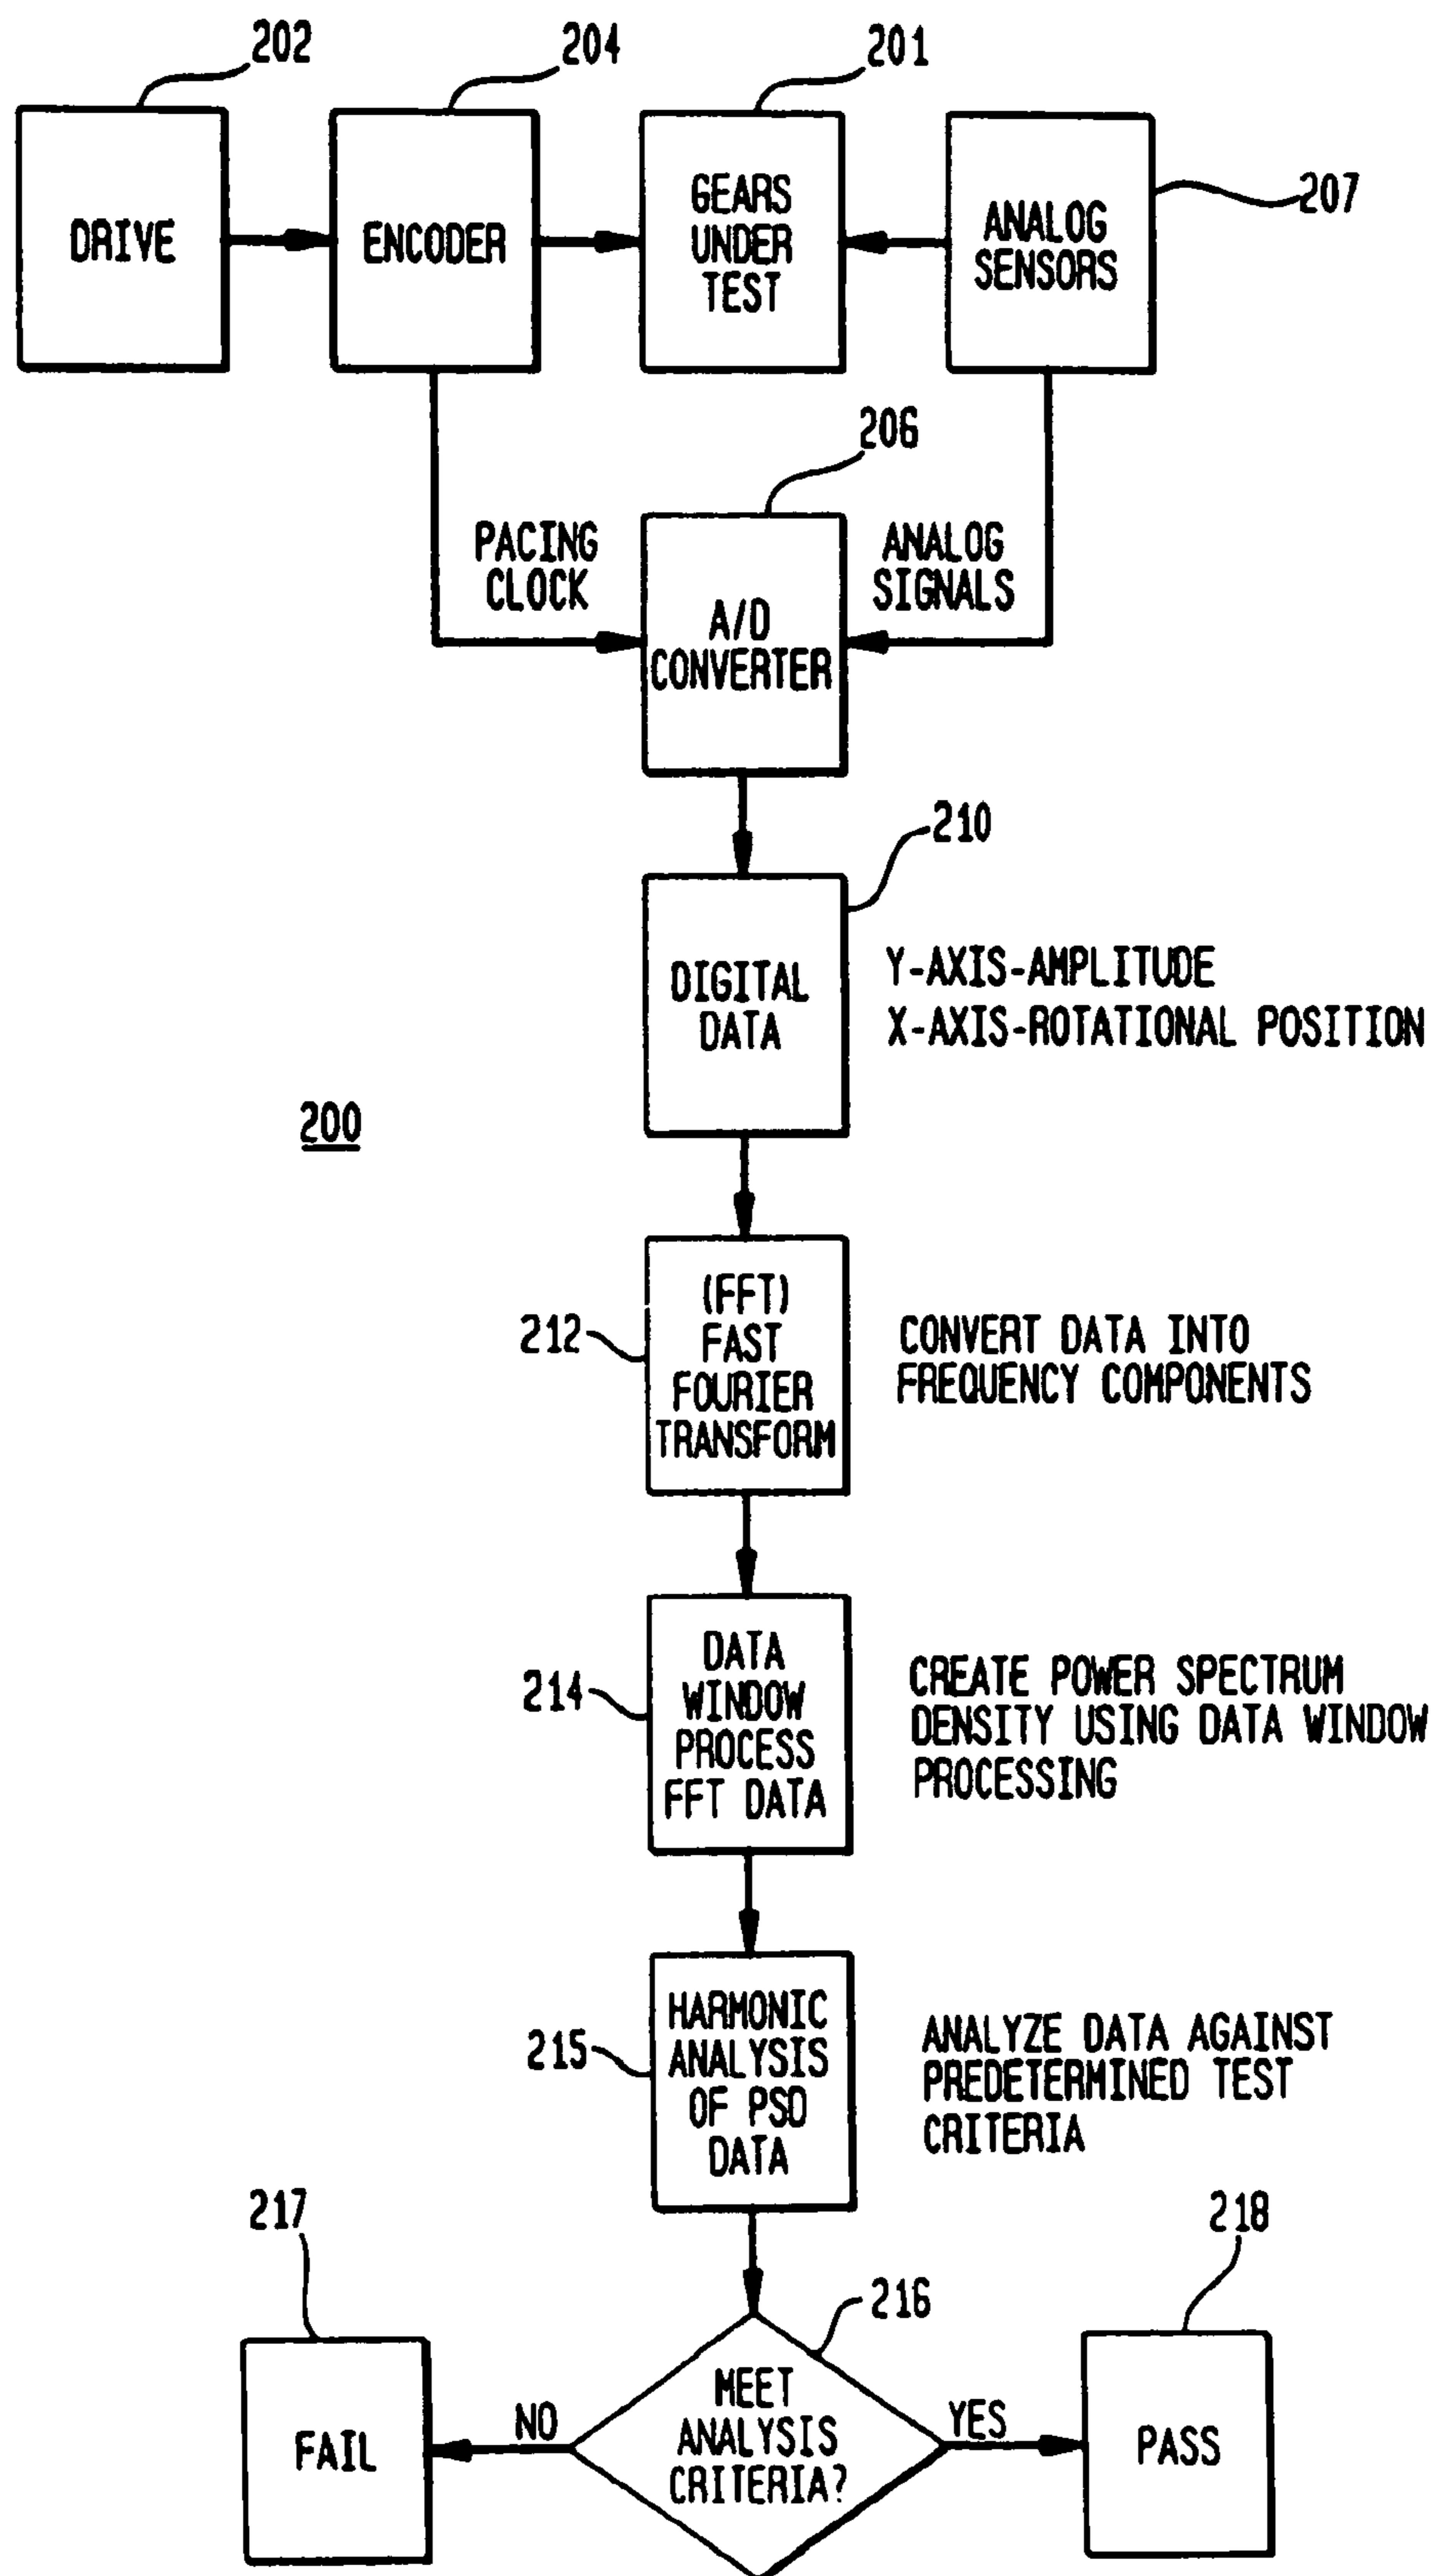 202
204
201
207
DRIVE
ENCODER
GEARS
UNDER
TEST
ANALOG
SENSORS
206
PACING
CLOCK
ANALOG
SIGNALS
A/D
CONVERTER
210
DIGITAL
DATA
Y-AXIS-AMPLITUDE
X-AXIS-ROTATIONAL POSITION
200
212
(FFT)
FAST
FOURIER
TRANSFORM
CONVERT DATA INTO
FREQUENCY COMPONENTS
214
DATA
WINDOW
PROCESS
FFT DATA
CREATE POWER SPECTRUM
DENSITY USING DATA WINDOW
PROCESSING
215
HARMONIC
ANALYSIS
OF PSD
DATA
ANALYZE DATA AGAINST
PREDETERMINED TEST
CRITERIA
217
218
216
FAIL
NO
MEET
ANALYSIS
CRITERIA?
YES
PASS